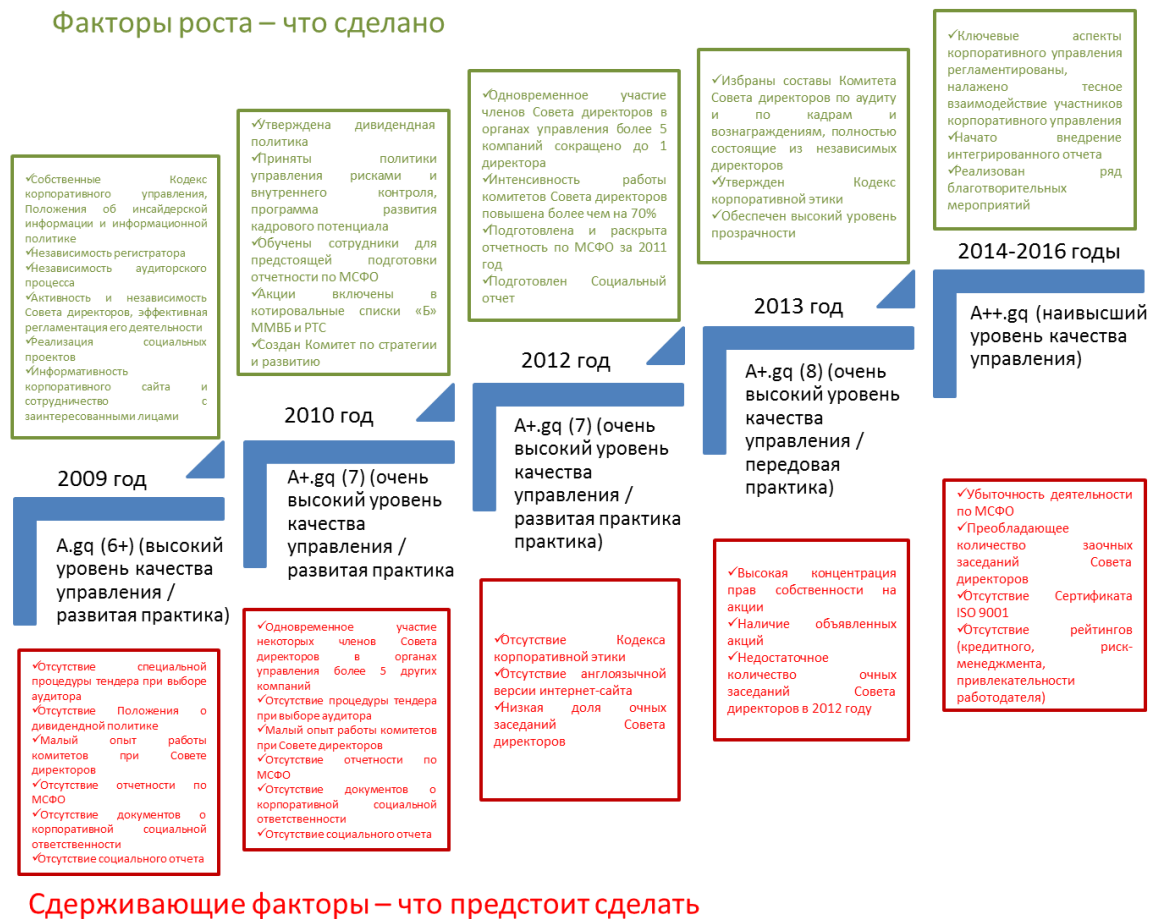 Факторы роста – что сделано
✓Собственные Кодекс
корпоративного управления,
Положения об инсайдерской
информации и информационной
политике
✓Независимость регистратора
✓Независимость аудиторского
процесса
✓Активность и независимость
Совета директоров, эффективная
регламентация его деятельности
✓Реализация социальных
проектов
✓Информативность
корпоративного сайта и
сотрудничество с
заинтересованными лицами
2009 год
A.gq (6+) (высокий
уровень качества
управления /
развитая практика)
✓Отсутствие специальной
процедуры тендера при выборе
аудитора
✓Отсутствие Положения о
дивидендной политике
✓Малый опыт работы
комитетов при Совете
директоров
✓Отсутствие отчетности по
МСФО
✓Отсутствие документов о
корпоративной социальной
ответственности
✓Отсутствие социального отчета
✓Утверждена дивидендная
политика
✓Приняты политики
управления рисками и
внутреннего контроля,
программа развития
кадрового потенциала
✓Обучены сотрудники для
предстоящей подготовки
отчетности по МСФО
✓Акции включены в
котировальные списки «Б»
ММВБ и РТС
✓Создан Комитет по стратегии
и развитию
2010 год
A+.gq (7) (очень
высокий уровень
качества
управления /
развитая практика
✓Одновременное участие
некоторых членов Совета
директоров в органах
управления более 5 других
компаний
✓Отсутствие процедуры тендера
при выборе аудитора
✓Малый опыт работы комитетов
при Совете директоров
✓Отсутствие отчетности по
МСФО
✓Отсутствие документов о
корпоративной социальной
ответственности
✓Отсутствие социального отчета
✓Одновременное участие
членов Совета директоров в
органах управления более 5
компаний сокращено до 1
директора
✓Интенсивность работы
комитетов Совета директоров
повышена более чем на 70%
✓Подготовлена и раскрыта
отчетность по МСФО за 2011
год
✓Подготовлен Социальный
отчет
2012 год
A+.gq (7) (очень
высокий уровень
качества
управления /
развитая практика
практика)
✓Отсутствие Кодекса
корпоративной этики
✓Отсутствие англоязычной
версии интернет-сайта
✓Низкая доля очных
заседаний Совета
директоров
✓Избраны составы Комитета
Совета директоров по аудиту
и по кадрам и
вознаграждениям, полностью
состоящие из независимых
директоров
✓Утвержден Кодекс
корпоративной этики
✓Обеспечен высокий уровень
прозрачности
2013 год
A+.gq (8) (очень
высокий уровень
качества
управления /
передовая
практика)
✓Высокая концентрация
прав собственности на
акции
✓Наличие объявленных
акций
✓Недостаточное
количество очных
заседаний Совета
директоров в 2012 году
✓Ключевые аспекты
корпоративного управления
регламентированы,
налажено тесное
взаимодействие участников
корпоративного управления
✓Начато внедрение
интегрированного отчета
✓Реализован ряд
благотворительных
мероприятий
2014-2016 годы
A++.gq (наивысший
уровень качества
управления)
✓Убыточность деятельности
по МСФО
✓Преобладающее
количество заочных
заседаний Совета
директоров
✓Отсутствие Сертификата
ISO 9001
✓Отсутствие рейтингов
(кредитного, риск-
менеджмента,
привлекательности
работодателя)
Сдерживающие факторы – что предстоит сделать